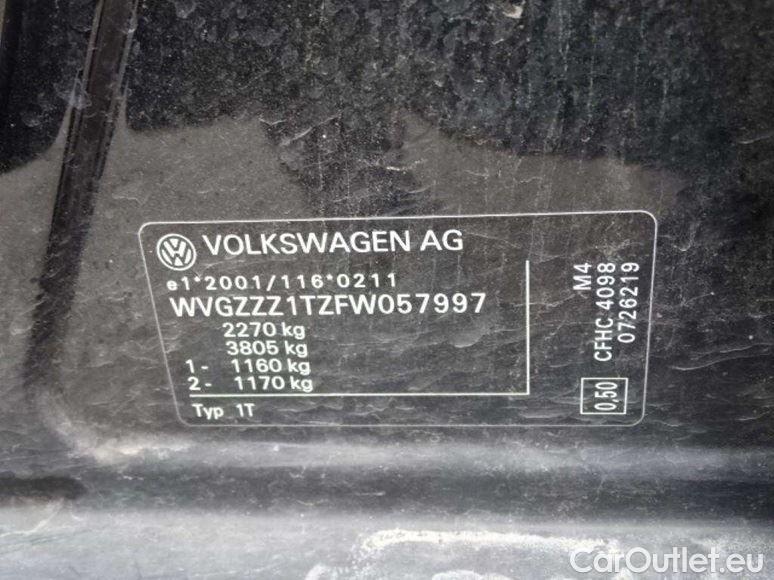 VOLKSWAGEN AG
e1*2001/116*0211
WVGZZZ1TZFW057997
2270 kg
3805 kg
1- 1160 kg
2- 1170 kg
Typ 1T
M4
CFHC 4098
0726219
0,50
CarOutlet.eu